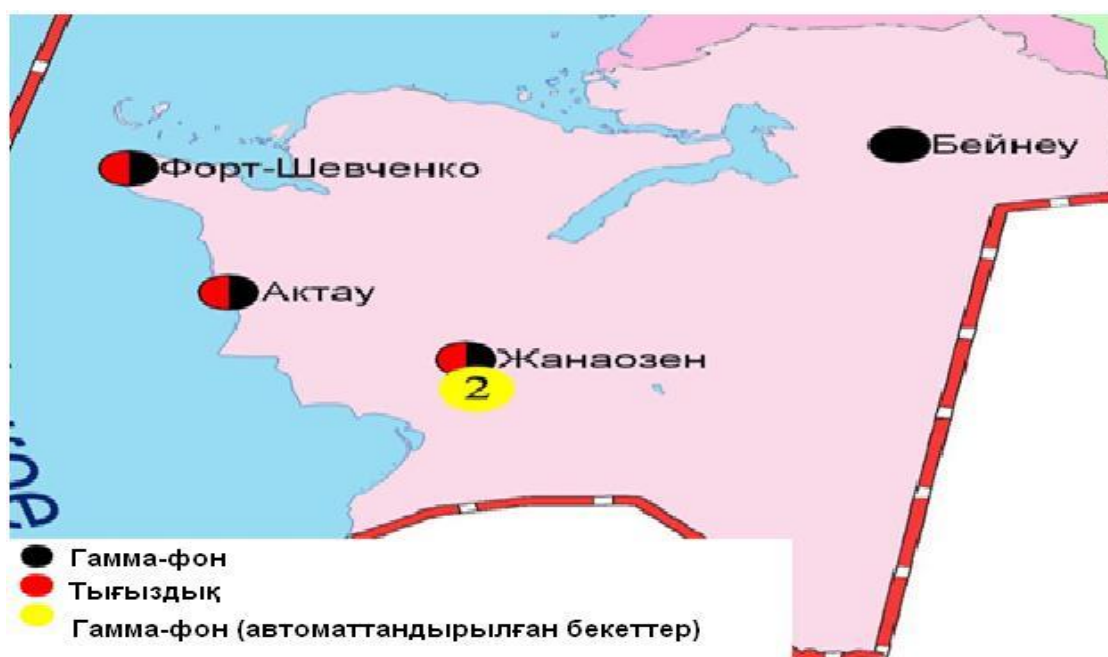 Бейнеу
Форт-Шевченко
Актау
Жанаозен
2
Гамма-фон
Тығыздық
Гамма-фон (автоматтандырылған бекеттер)